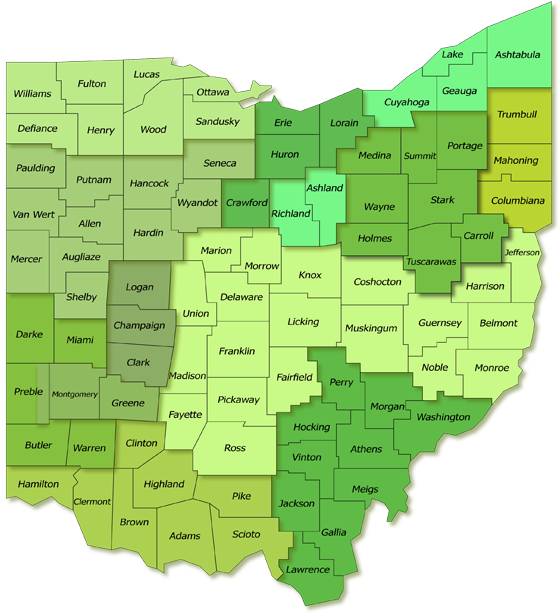 Lake
Ashtabula
Lucas
Fulton
Williams
Ottawa
Geauga
Cuyahoga
Trumbull
Defiance
Henry
Wood
Sandusky
Erie
Lorain
Portage
Medina
Summit
Huron
Mahoning
Paulding
Seneca
Putnam
Hancock
Ashland
Wyandot
Crawford
Richland
Wayne
Stark
Columbiana
Van Wert
Allen
Hardin
Holmes
Carroll
Marion
Jefferson
Mercer
Augliaze
Morrow
Tuscarawas
Knox
Coshocton
Harrison
Logan
Shelby
Delaware
Union
Champaign
Licking
Muskingum
Guernsey
Belmont
Darke
Miami
Franklin
Clark
Noble
Monroe
Madison
Fairfield
Perry
Preble
Montgomery
Greene
Pickaway
Morgan
Fayette
Washington
Hocking
Clinton
Butler
Warren
Ross
Athens
Vinton
Hamilton
Highland
Meigs
Clermont
Pike
Jackson
Brown
Adams
Scioto
Gallia
Lawrence